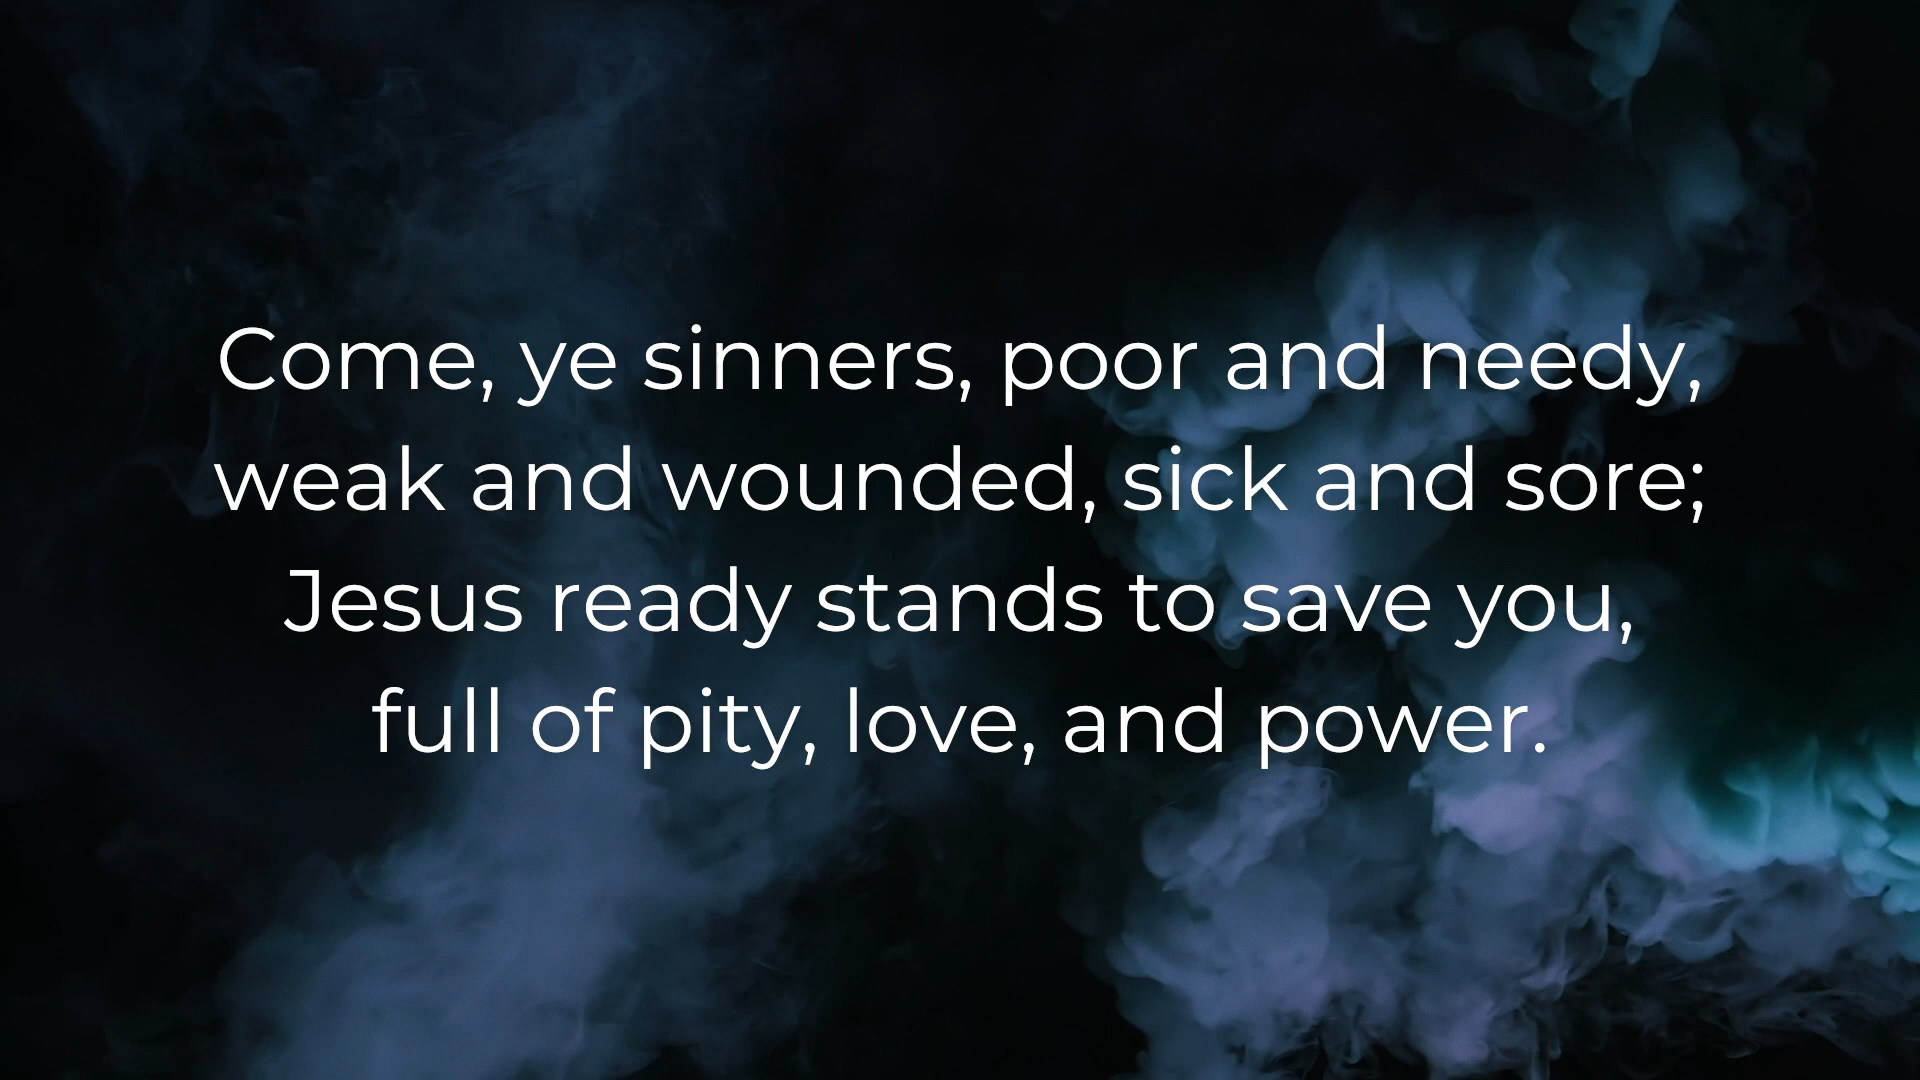 Come, ye sinners, poor and needy,
weak and wounded, sick and sore;
Jesus ready stands to save you,
full of pity, love, and power.